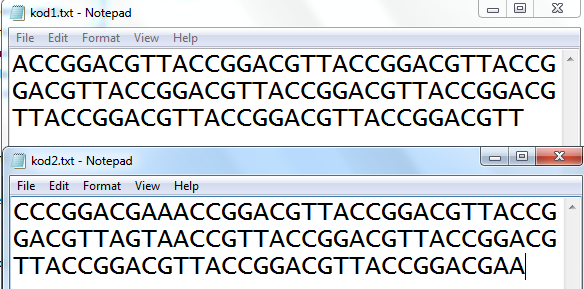 kod1.txt - Notepad
File Edit Format View Help
ACCGGACGTTACCGGACGTTACCGGACGTTACCG
GACGTTACCGGACGTTACCGGACGTTACCGGACG
TTACCGGACGTTACCGGACGTTACCGGACGTT
kod2.txt - Notepad
File Edit Format View Help
CCCGGACGAAACCGGACGTTACCGGACGTTACCG
GACGTTAGTAACCGTTACCGGACGTTACCGGACG
TTACCGGACGTTACCGGACGTTACCGGACGAA